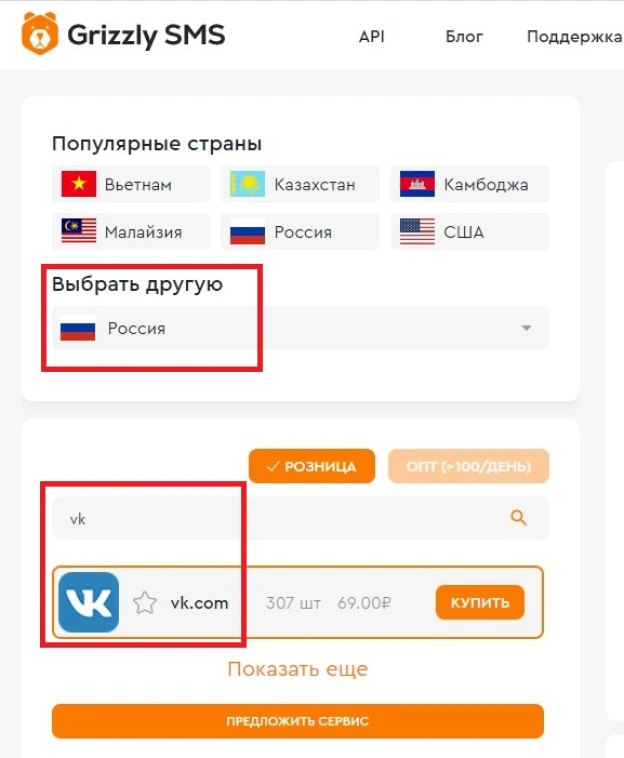 Grizzly SMS
API Блог Поддержка
Популярные страны
Вьетнам Казахстан Камбоджа
Малайзия Россия США
Выбрать другую
Россия
РОЗНИЦА ОПТ (>100/ДЕНЬ)
vk
vk.com 307 шт 69.00₽ КУПИТЬ
Показать еще
ПРЕДЛОЖИТЬ СЕРВИС